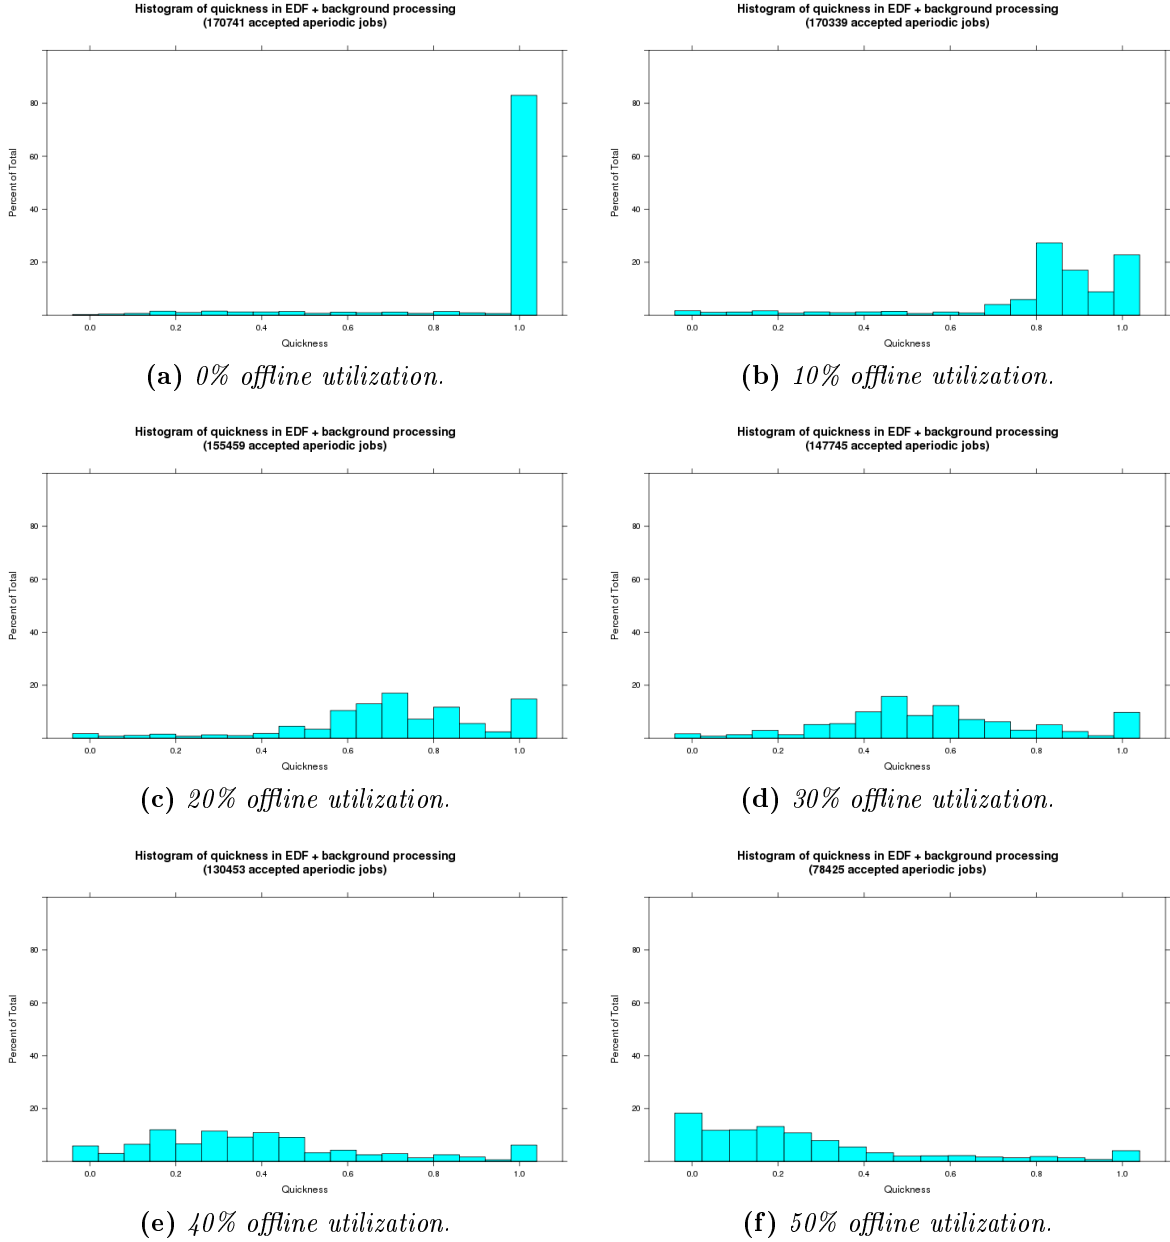 Histogram of quickness in EDF + background processing
(170741 accepted aperiodic jobs)
80
60
40
20
Percent of Total
0.0 0.2 0.4 0.6 0.8 1.0
Quickness
(a) 0% offline utilization.
Histogram of quickness in EDF + background processing
(170339 accepted aperiodic jobs)
80
60
40
20
Percent of Total
0.0 0.2 0.4 0.6 0.8 1.0
Quickness
(b) 10% offline utilization.
Histogram of quickness in EDF + background processing
(155459 accepted aperiodic jobs)
80
60
40
20
Percent of Total
0.0 0.2 0.4 0.6 0.8 1.0
Quickness
(c) 20% offline utilization.
Histogram of quickness in EDF + background processing
(147745 accepted aperiodic jobs)
80
60
40
20
Percent of Total
0.0 0.2 0.4 0.6 0.8 1.0
Quickness
(d) 30% offline utilization.
Histogram of quickness in EDF + background processing
(130453 accepted aperiodic jobs)
80
60
40
20
Percent of Total
0.0 0.2 0.4 0.6 0.8 1.0
Quickness
(e) 40% offline utilization.
Histogram of quickness in EDF + background processing
(78425 accepted aperiodic jobs)
80
60
40
20
Percent of Total
0.0 0.2 0.4 0.6 0.8 1.0
Quickness
(f) 50% offline utilization.